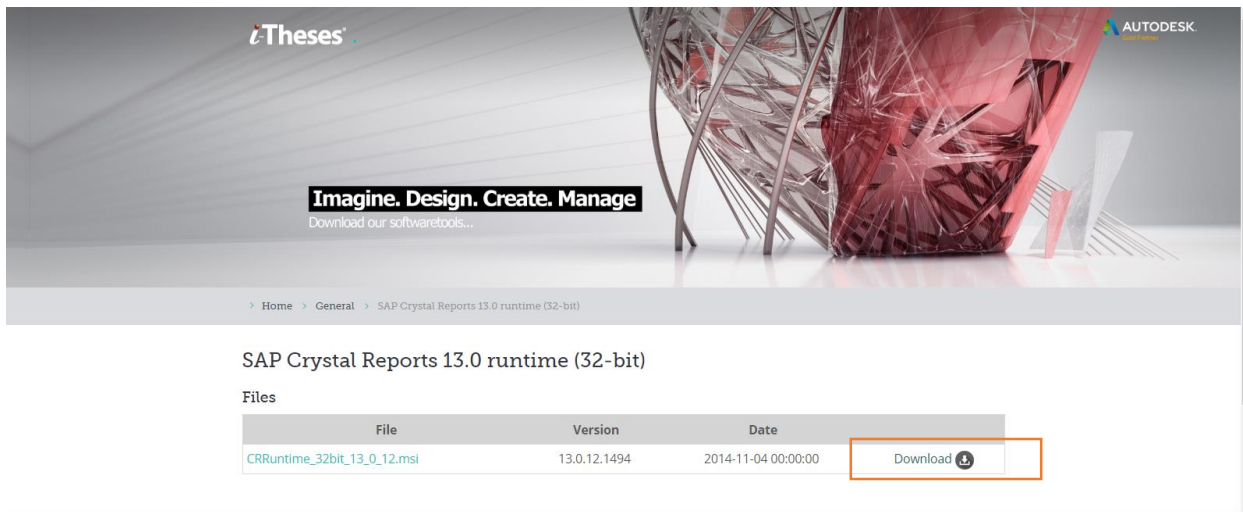 i-Theses
AUTODESK.
Gold Partner
Imagine. Design. Create. Manage
Download our softwaretools...
> Home > General > SAP Crystal Reports 13.0 runtime (32-bit)
SAP Crystal Reports 13.0 runtime (32-bit)
Files
File Version Date
CRRuntime_32bit_13_0_12.msi 13.0.12.1494 2014-11-04 00:00:00 Download